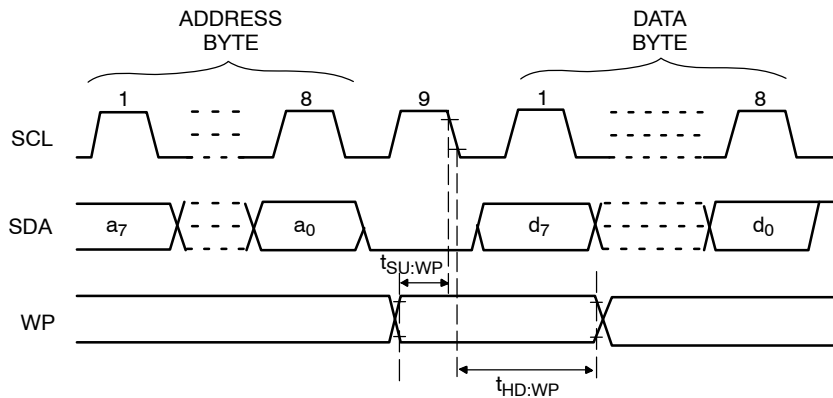 ADDRESS
BYTE
DATA
BYTE
1
8
9
1
8
SCL
SDA
a7
a0
d7
d0
tSU:WP
WP
tHD:WP